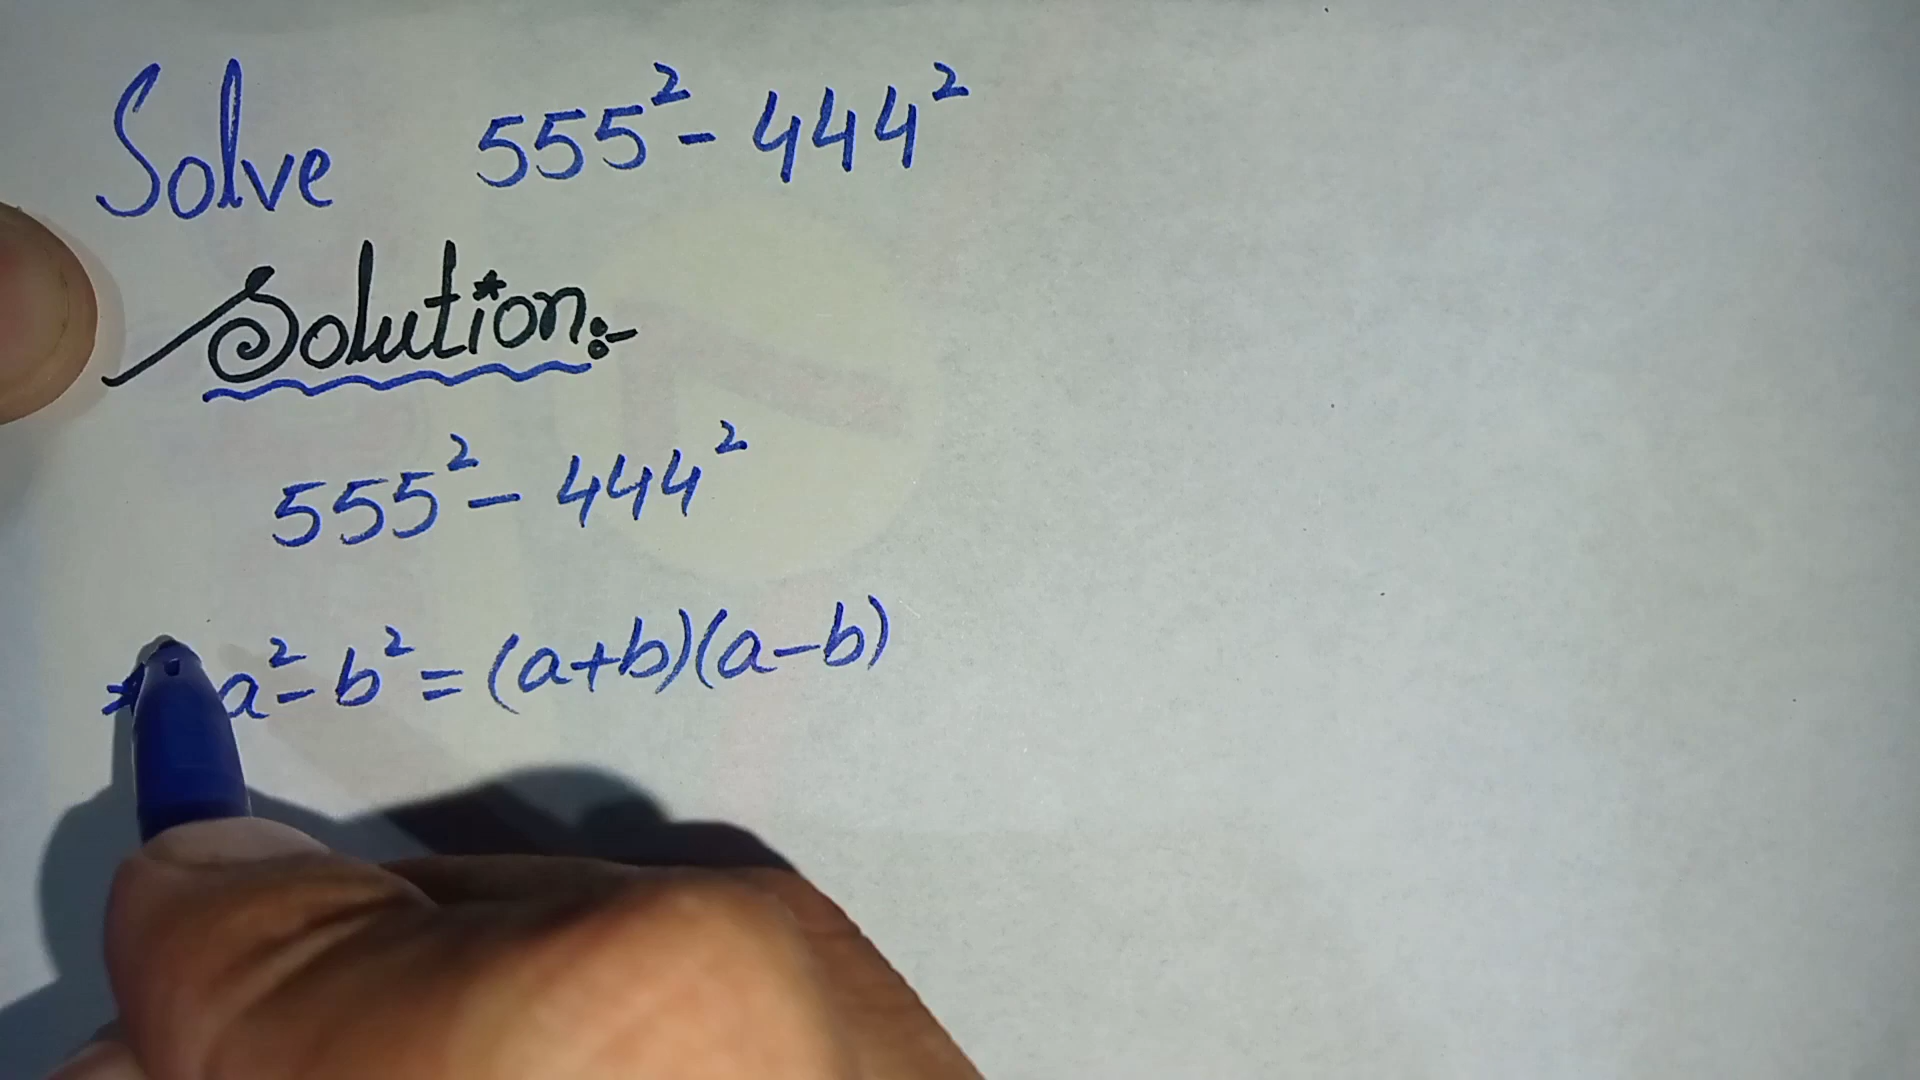 Solve 555² - 444²
Solution:-
555² - 444²
⇒ a² - b² = (a+b)(a-b)